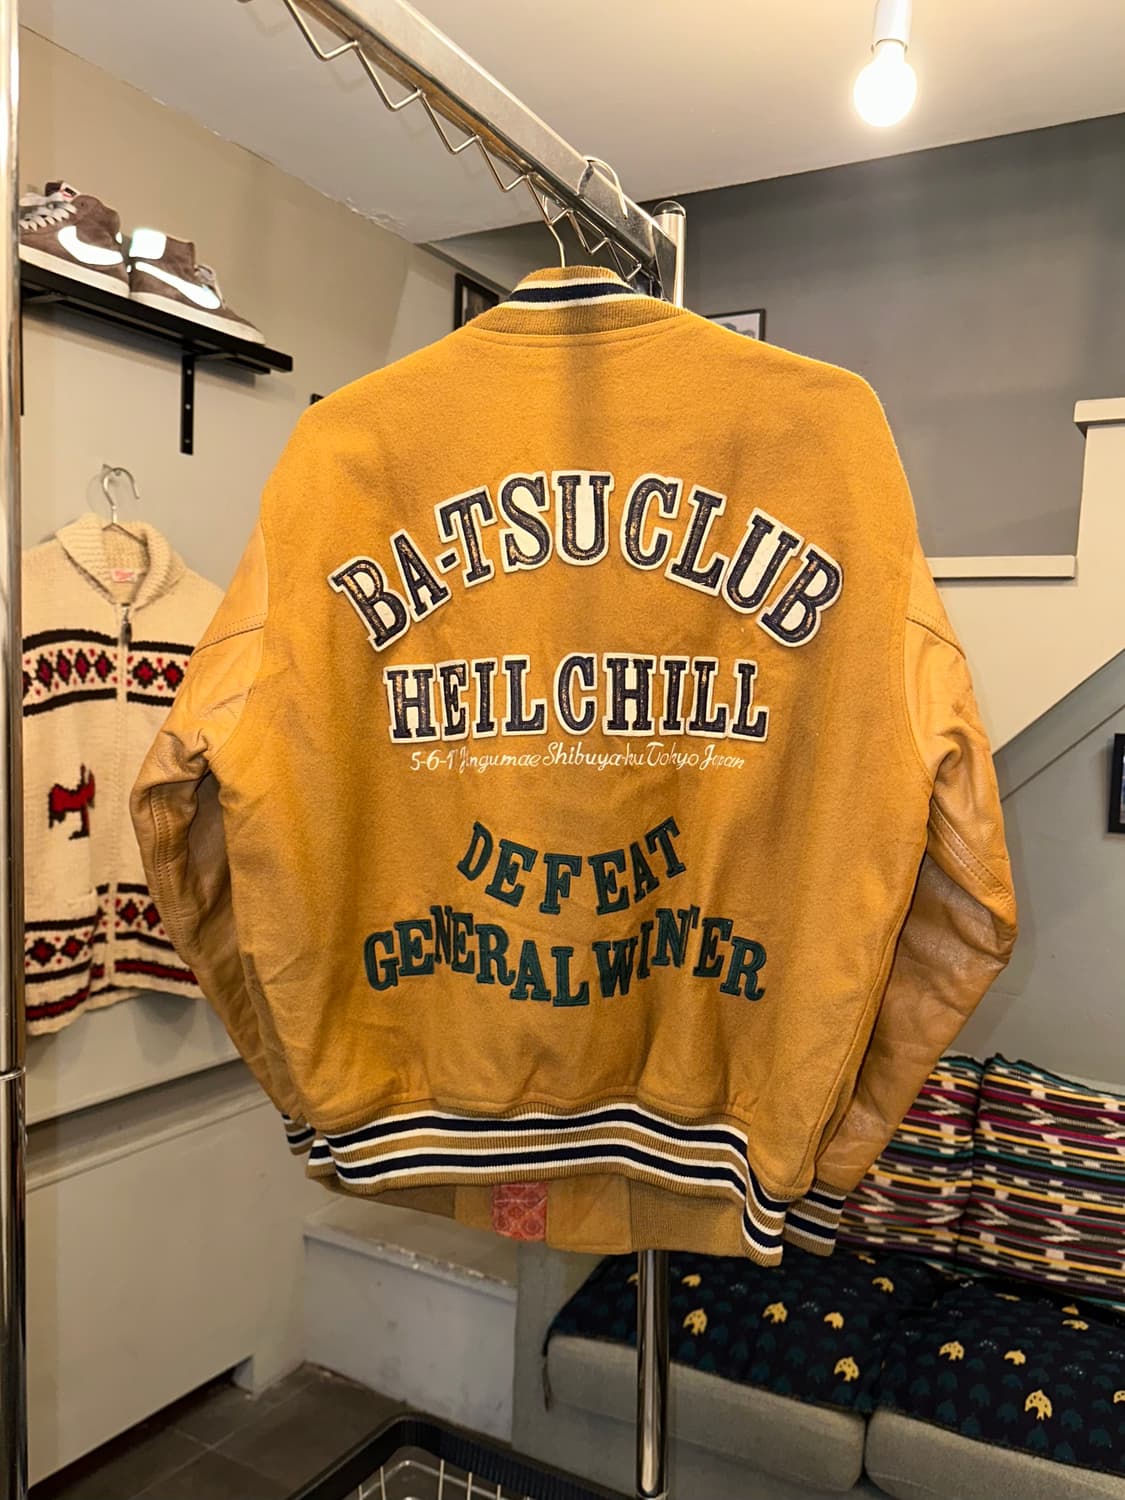 BA-TSU CLUB
HEIL CHILL
5-6-1 Jingumae Shibuya-ku Tokyo Japan
DEFEAT
GENERAL WINTER